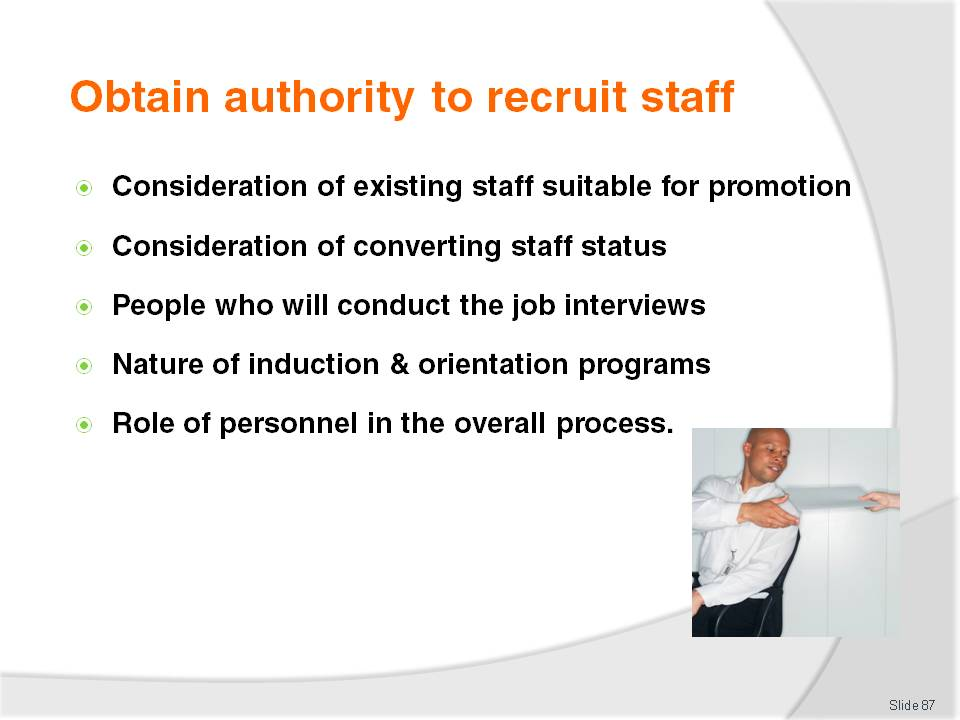 Obtain authority to recruit staff
Consideration of existing staff suitable for promotion
Consideration of converting staff status
People who will conduct the job interviews
Nature of induction & orientation programs
Role of personnel in the overall process.
Slide 87